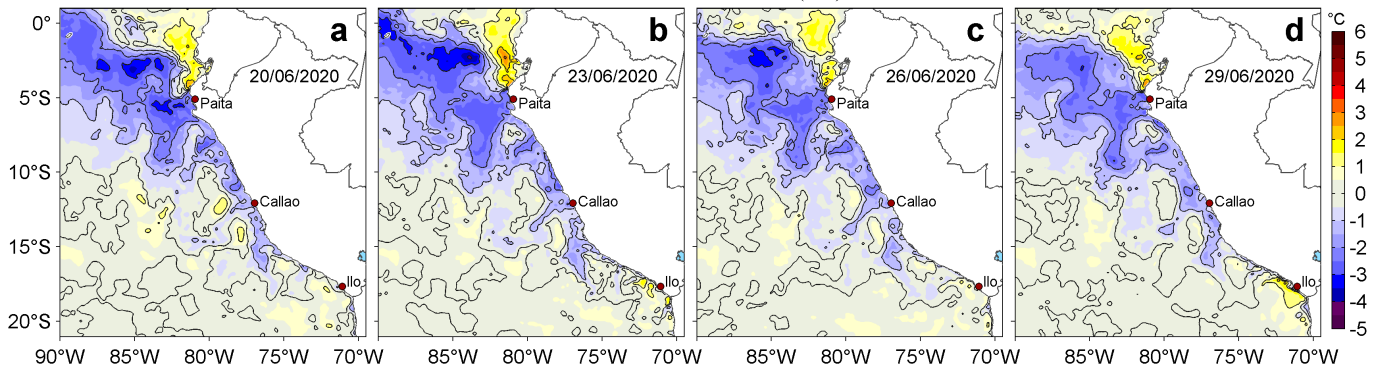 a
b
c
d
20/06/2020
23/06/2020
26/06/2020
29/06/2020
Paita
Paita
Paita
Paita
Callao
Callao
Callao
Callao
Ilo
Ilo
Ilo
Ilo
0°
5°S
10°S
15°S
20°S
90°W 85°W 80°W 75°W 70°W
85°W 80°W 75°W 70°W
85°W 80°W 75°W 70°W
85°W 80°W 75°W 70°W
°C
6
5
4
3
2
1
0
-1
-2
-3
-4
-5